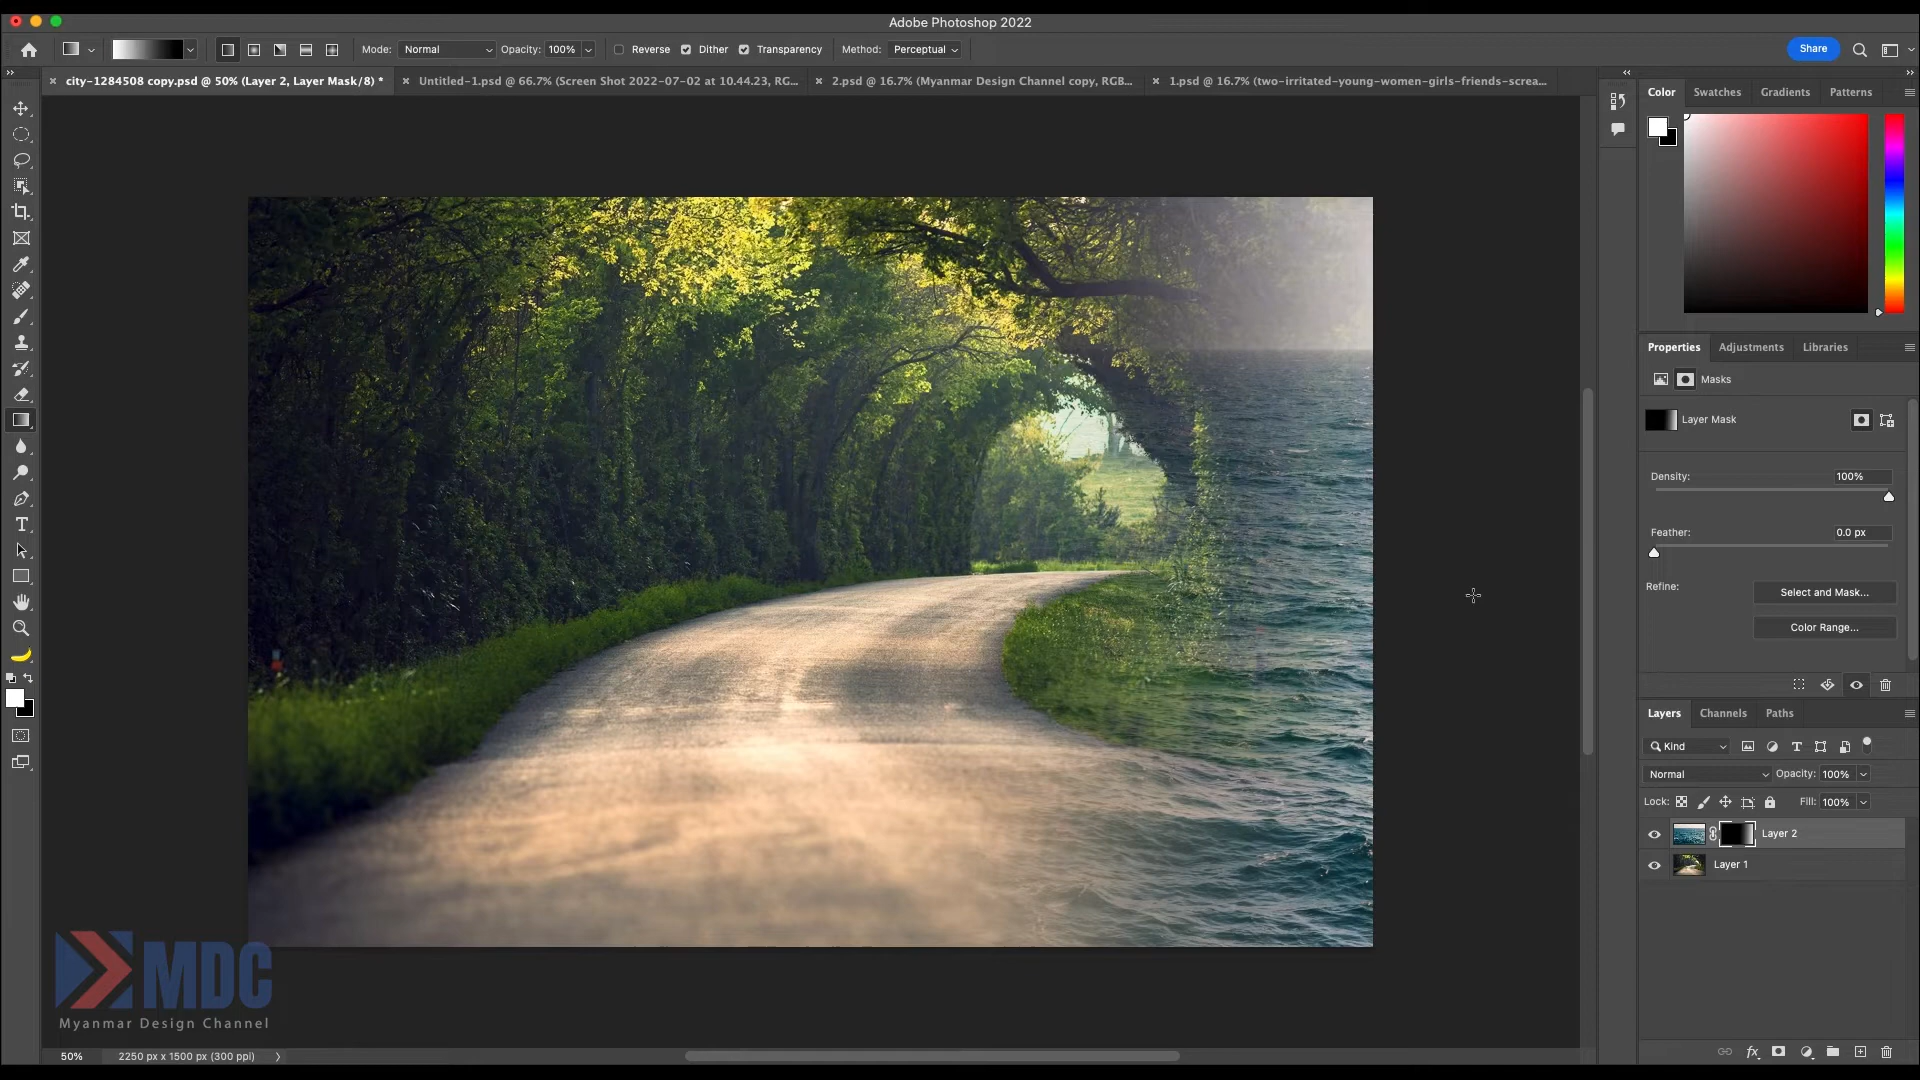 Adobe Photoshop 2022
Mode: Normal Opacity: 100% Reverse Dither Transparency Method: Perceptual Share
city-1284508 copy.psd @ 50% (Layer 2, Layer Mask/8) * Untitled-1.psd @ 66.7% (Screen Shot 2022-07-02 at 10.44.23, RG... 2.psd @ 16.7% (Myanmar Design Channel copy, RGB... 1.psd @ 16.7% (two-irritated-young-women-girls-friends-screa...
Color Swatches Gradients Patterns
Properties Adjustments Libraries
Masks
Layer Mask
Density: 100%
Feather: 0.0 px
Refine: Select and Mask...
Color Range...
Layers Channels Paths
Kind
Normal Opacity: 100%
Lock: Fill: 100%
Layer 2
Layer 1
MDC
Myanmar Design Channel
50% 2250 px x 1500 px (300 ppi)